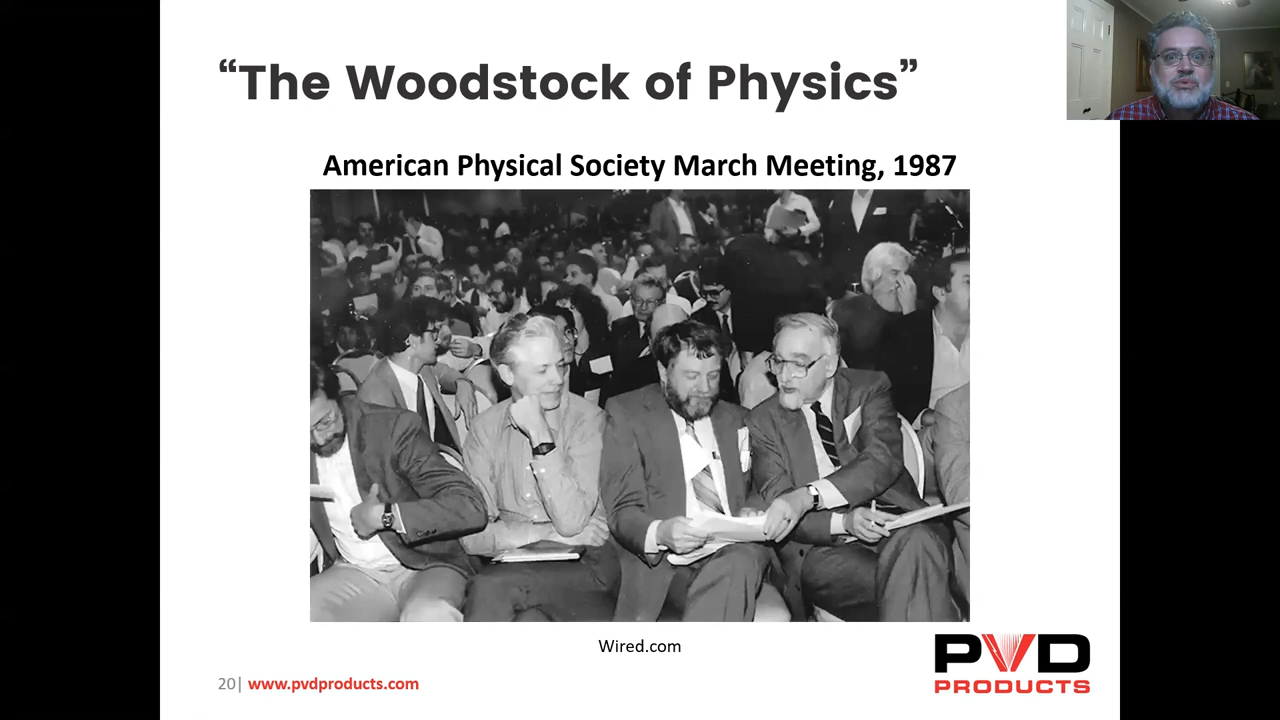 “The Woodstock of Physics”
American Physical Society March Meeting, 1987
Wired.com
20| www.pvdproducts.com
PVD
PRODUCTS